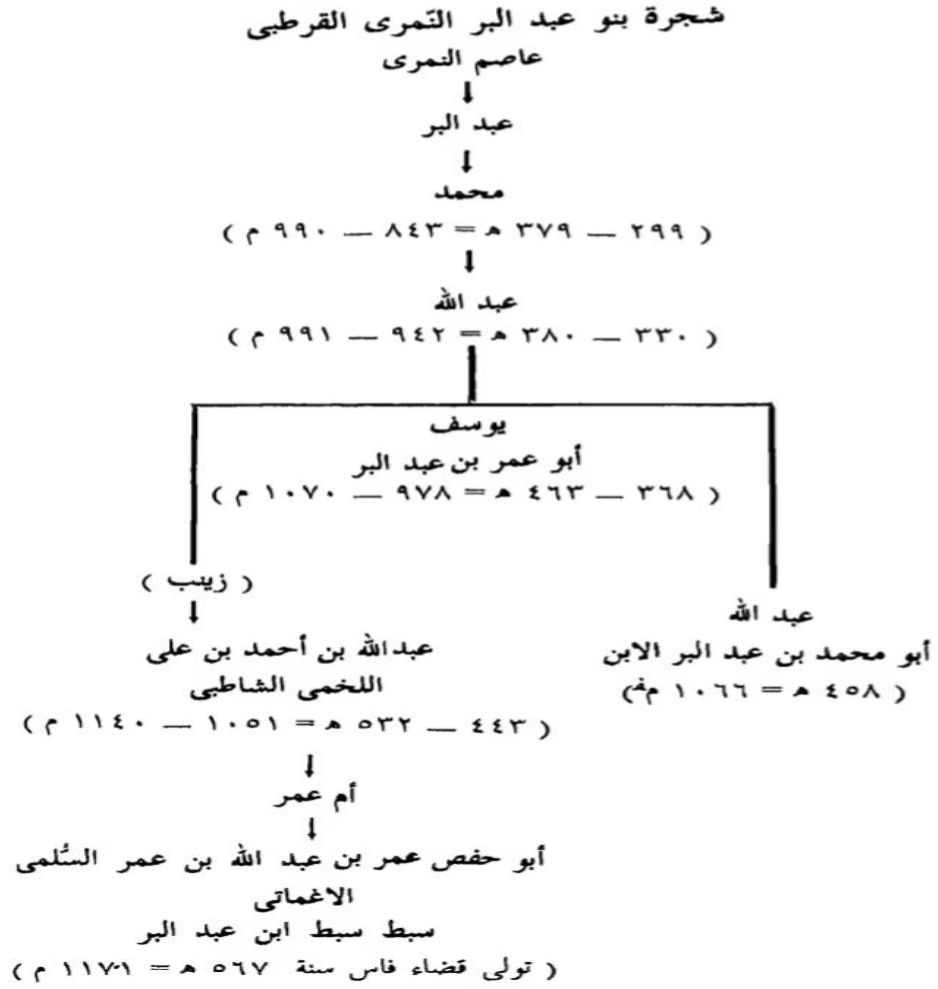 شجرة بنو عبد البر النّمرى القرطبى
عاصم النمرى
عبد البر
محمد
( ٢٩٩ — ٣٧٩ هـ = ٨٤٣ — ٩٩٠ م )
عبد الله
( ٣٣٠ — ٣٨٠ هـ = ٩٤٢ — ٩٩١ م )
يوسف
أبو عمر بن عبد البر
( ٣٦٨ — ٤٦٣ هـ = ٩٧٨ — ١٠٧٠ م )
عبد الله
أبو محمد بن عبد البر الابن
( ٤٥٨ هـ = ١٠٦٦ م)
( زينب )
عبدالله بن أحمد بن على
اللخمى الشاطبى
( ٤٤٣ — ٥٣٢ هـ = ١٠٥١ — ١١٤٠ م )
أم عمر
أبو حفص عمر بن عبد الله بن عمر السُّلمى
الاغماتى
سبط سبط ابن عبد البر
( تولى قضاء فاس سنة ٥٦٧ هـ = ١١٧١ م )